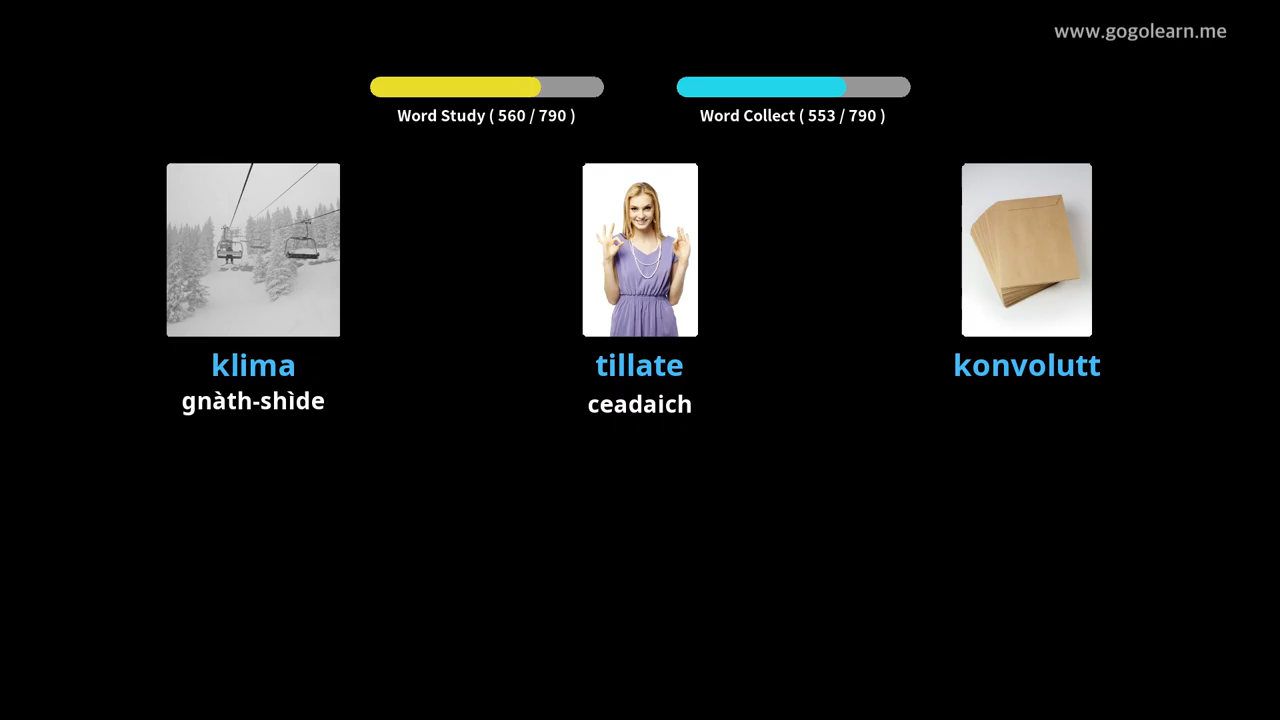 www.gogolearn.me
Word Study ( 560 / 790 )
Word Collect ( 553 / 790 )
klima
gnàth-shìde
tillate
ceadaich
konvolutt